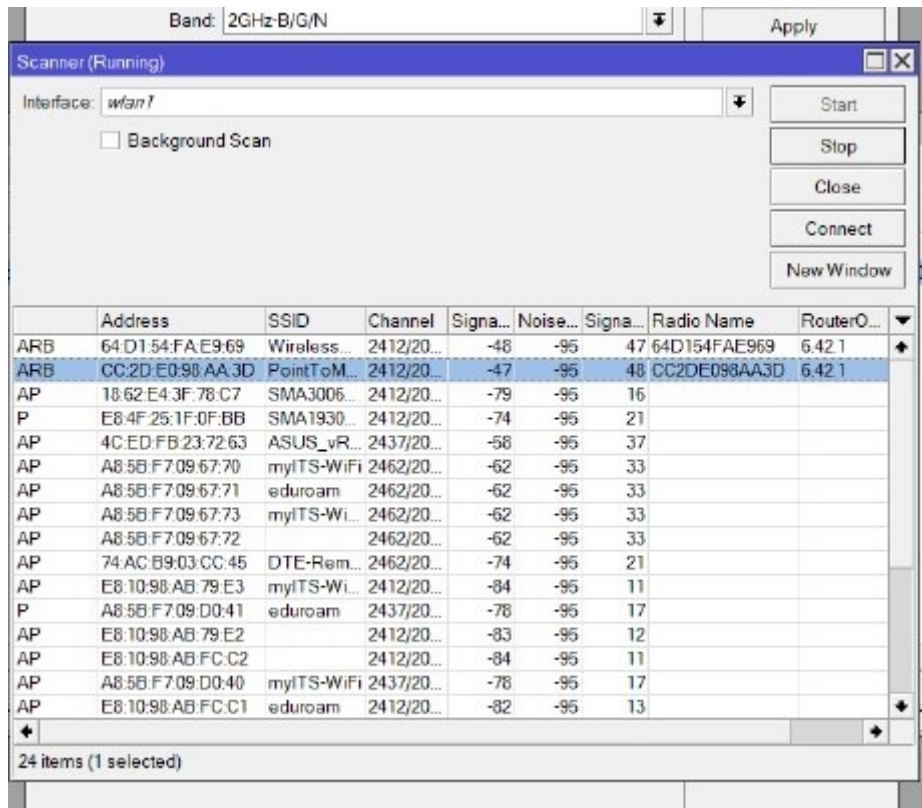 Band: 2GHz-B/G/N
Apply
Scanner (Running)
Interface: wlan1
Start
Background Scan
Stop
Close
Connect
New Window
Address SSID Channel Signa... Noise... Signa... Radio Name RouterO...
ARB 64:D1:54:FA:E9:69 Wireless... 2412/20... -48 -95 47 64D154FAE969 6.42.1
ARB CC:2D:E0:98:AA:3D PointToM... 2412/20... -47 -95 48 CC2DE098AA3D 6.42.1
AP 18:62:E4:3F:78:C7 SMA3006... 2412/20... -79 -95 16
P E8:4F:25:1F:0F:BB SMA1930... 2412/20... -74 -95 21
AP 4C:ED:FB:23:72:63 ASUS_vR... 2437/20... -58 -95 37
AP A8:5B:F7:09:67:70 myITS-WiFi 2462/20... -62 -95 33
AP A8:5B:F7:09:67:71 eduroam 2462/20... -62 -95 33
AP A8:5B:F7:09:67:73 myITS-Wi... 2462/20... -62 -95 33
AP A8:5B:F7:09:67:72 2462/20... -62 -95 33
AP 74:AC:B9:03:CC:45 DTE-Rem... 2462/20... -74 -95 21
AP E8:10:98:AB:79:E3 myITS-Wi... 2412/20... -84 -95 11
P A8:5B:F7:09:D0:41 eduroam 2437/20... -78 -95 17
AP E8:10:98:AB:79:E2 2412/20... -83 -95 12
AP E8:10:98:AB:FC:C2 2412/20... -84 -95 11
AP A8:5B:F7:09:D0:40 myITS-WiFi 2437/20... -78 -95 17
AP E8:10:98:AB:FC:C1 eduroam 2412/20... -82 -95 13
24 items (1 selected)